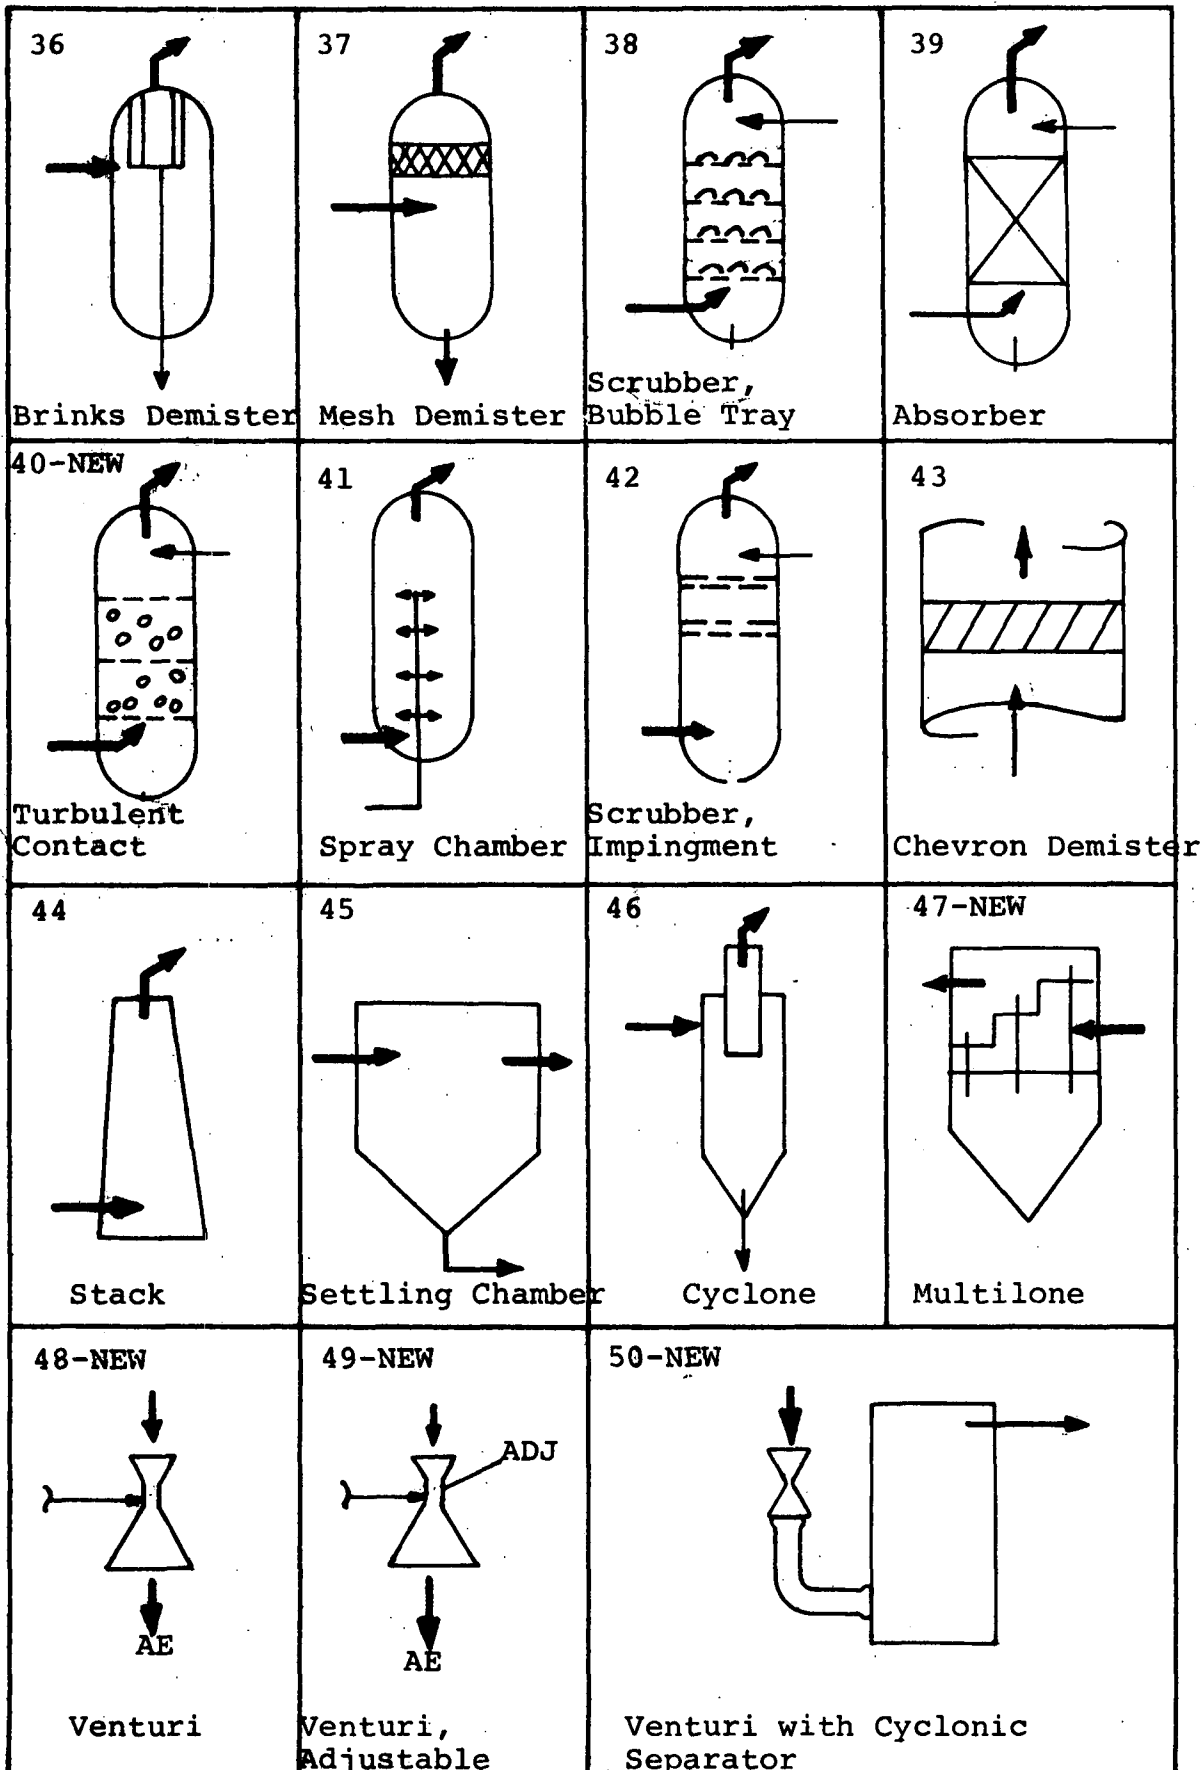 36
Brinks Demister
37
Mesh Demister
38
Scrubber,
Bubble Tray
39
Absorber
40-NEW
Turbulent
Contact
41
Spray Chamber
42
Scrubber,
Impingment
43
Chevron Demister
44
Stack
45
Settling Chamber
46
Cyclone
47-NEW
Multilone
48-NEW
AE
Venturi
49-NEW
ADJ
AE
Venturi,
Adjustable
50-NEW
Venturi with Cyclonic
Separator